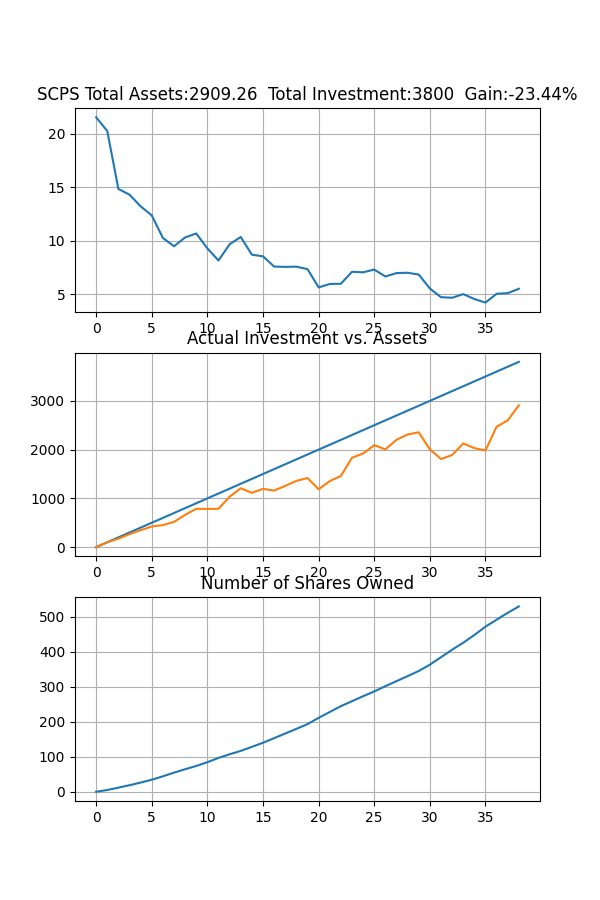 SCPS Total Assets:2909.26  Total Investment:3800  Gain:-23.44%
20
15
10
5
0 5 10 15 20 25 30 35
Actual Investment vs. Assets
3000
2000
1000
0
0 5 10 15 20 25 30 35
Number of Shares Owned
500
400
300
200
100
0
0 5 10 15 20 25 30 35